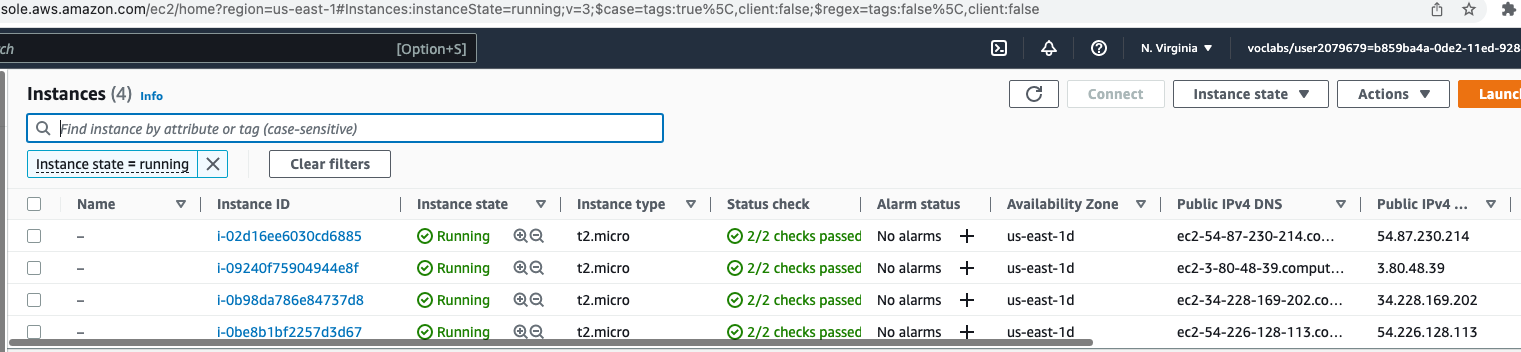 sole.aws.amazon.com/ec2/home?region=us-east-1#Instances:instanceState=running;v=3;$case=tags:true%5C,client:false;$regex=tags:false%5C,client:false
rch [Option+S] N. Virginia ▼ voclabs/user2079679=b859ba4a-0de2-11ed-928
Instances (4) Info Connect Instance state ▼ Actions ▼ Launch
Find instance by attribute or tag (case-sensitive)
Instance state = running Clear filters
Name Instance ID Instance state Instance type Status check Alarm status Availability Zone Public IPv4 DNS Public IPv4 ...
– i-02d16ee6030cd6885 Running t2.micro 2/2 checks passed No alarms + us-east-1d ec2-54-87-230-214.co... 54.87.230.214
– i-09240f75904944e8f Running t2.micro 2/2 checks passed No alarms + us-east-1d ec2-3-80-48-39.comput... 3.80.48.39
– i-0b98da786e84737d8 Running t2.micro 2/2 checks passed No alarms + us-east-1d ec2-34-228-169-202.co... 34.228.169.202
– i-0be8b1bf2257d3d67 Running t2.micro 2/2 checks passed No alarms + us-east-1d ec2-54-226-128-113.co... 54.226.128.113